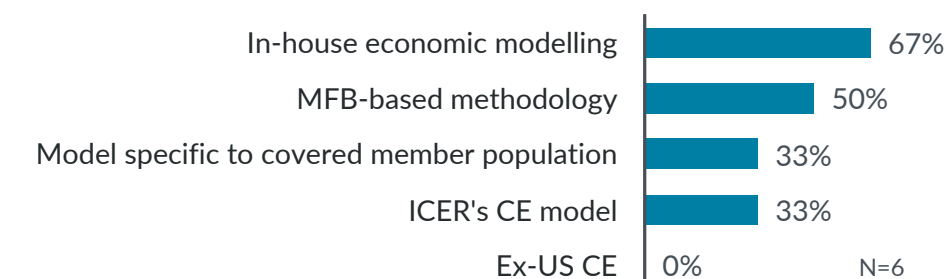 In-house economic modelling 67%
MFB-based methodology 50%
Model specific to covered member population 33%
ICER's CE model 33%
Ex-US CE 0% N=6